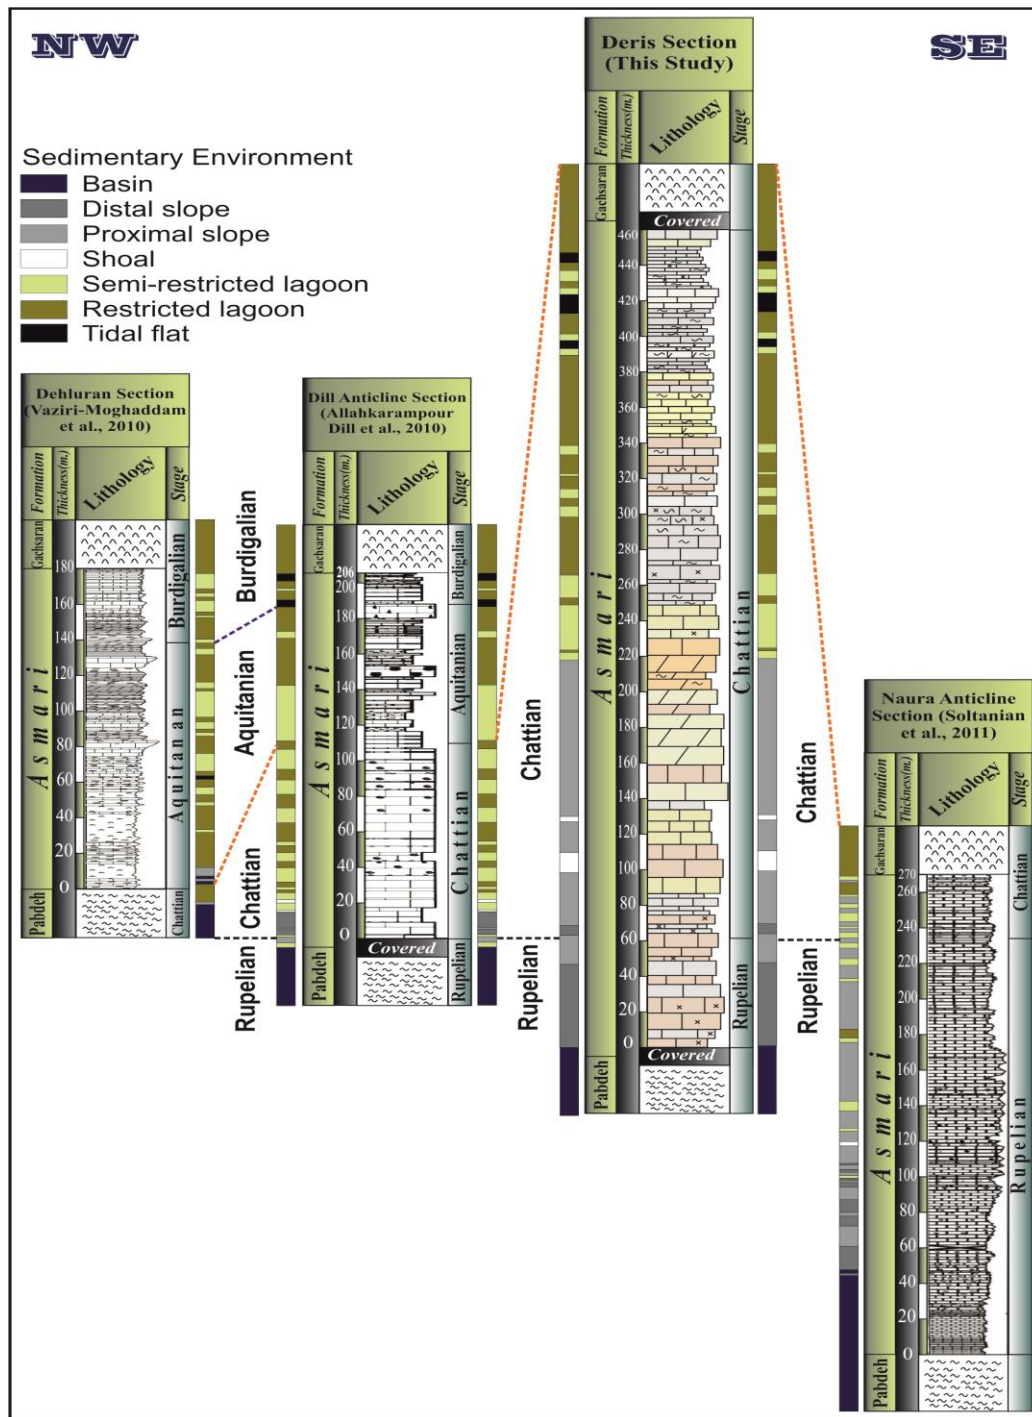 NW
SE
Sedimentary Environment
Basin
Distal slope
Proximal slope
Shoal
Semi-restricted lagoon
Restricted lagoon
Tidal flat
Dehluran Section
(Vaziri-Moghaddam
et al., 2010)
Formation
Thickness(m.)
Lithology
Stage
Gachsaran
Asmari
Pabdeh
180
160
140
120
100
80
60
40
20
0
Burdigalian
Aquitanan
Chattian
Burdigalian
Aquitanian
Chattian
Rupelian
Dill Anticline Section
(Allahkarampour
Dill et al., 2010)
Formation
Thickness(m.)
Lithology
Stage
Gachsaran
Asmari
Pabdeh
206
200
180
160
140
120
100
80
60
40
20
0
Covered
Burdigalian
Aquitanian
Chattian
Rupelian
Chattian
Rupelian
Deris Section
(This Study)
Formation
Thickness(m.)
Lithology
Stage
Gachsaran
Asmari
Pabdeh
Covered
460
440
420
400
380
360
340
320
300
280
260
240
220
200
180
160
140
120
100
80
60
40
20
0
Covered
Chattian
Rupelian
Chattian
Rupelian
Naura Anticline
Section (Soltanian
et al., 2011)
Formation
Thickness(m.)
Lithology
Stage
Gachsaran
Asmari
Pabdeh
270
260
240
220
200
180
160
140
120
100
80
60
40
20
0
Chattian
Rupelian